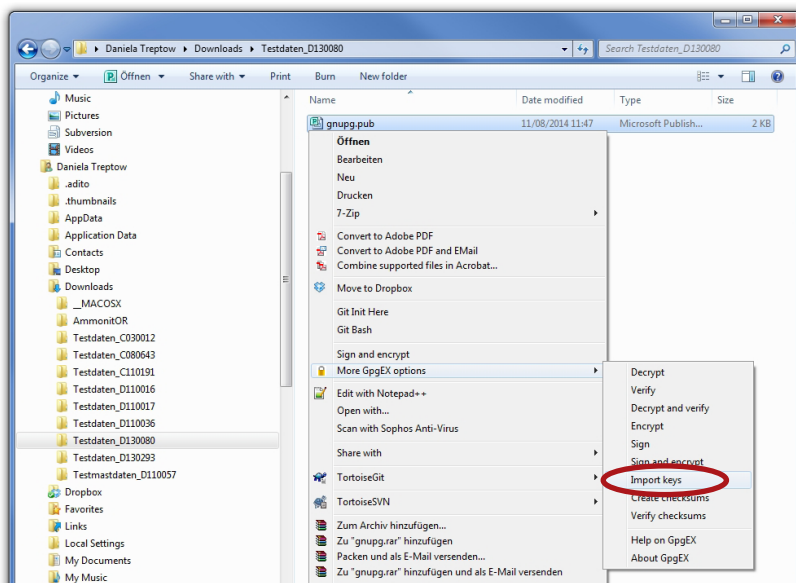 Daniela Treptow Downloads Testdaten_D130080 Search Testdaten_D130080
Organize Öffnen Share with Print Burn New folder
Music
Pictures
Subversion
Videos
Daniela Treptow
.adito
.thumbnails
AppData
Application Data
Contacts
Desktop
Downloads
__MACOSX
AmmonitOR
Testdaten_C030012
Testdaten_C080643
Testdaten_C110191
Testdaten_D110016
Testdaten_D110017
Testdaten_D110036
Testdaten_D130080
Testdaten_D130293
Testmastdaten_D110057
Dropbox
Favorites
Links
Local Settings
My Documents
My Music
Name Date modified Type Size
gnupg.pub 11/08/2014 11:47 Microsoft Publish... 2 KB
Öffnen
Bearbeiten
Neu
Drucken
7-Zip
Convert to Adobe PDF
Convert to Adobe PDF and EMail
Combine supported files in Acrobat...
Move to Dropbox
Git Init Here
Git Bash
Sign and encrypt
More GpgEX options
Edit with Notepad++
Open with...
Scan with Sophos Anti-Virus
Share with
TortoiseGit
TortoiseSVN
Zum Archiv hinzufügen...
Zu "gnupg.rar" hinzufügen
Packen und als E-Mail versenden...
Zu "gnupg.rar" hinzufügen und als E-Mail versenden
Decrypt
Verify
Decrypt and verify
Encrypt
Sign
Sign and encrypt
Import keys
Create checksums
Verify checksums
Help on GpgEX
About GpgEX